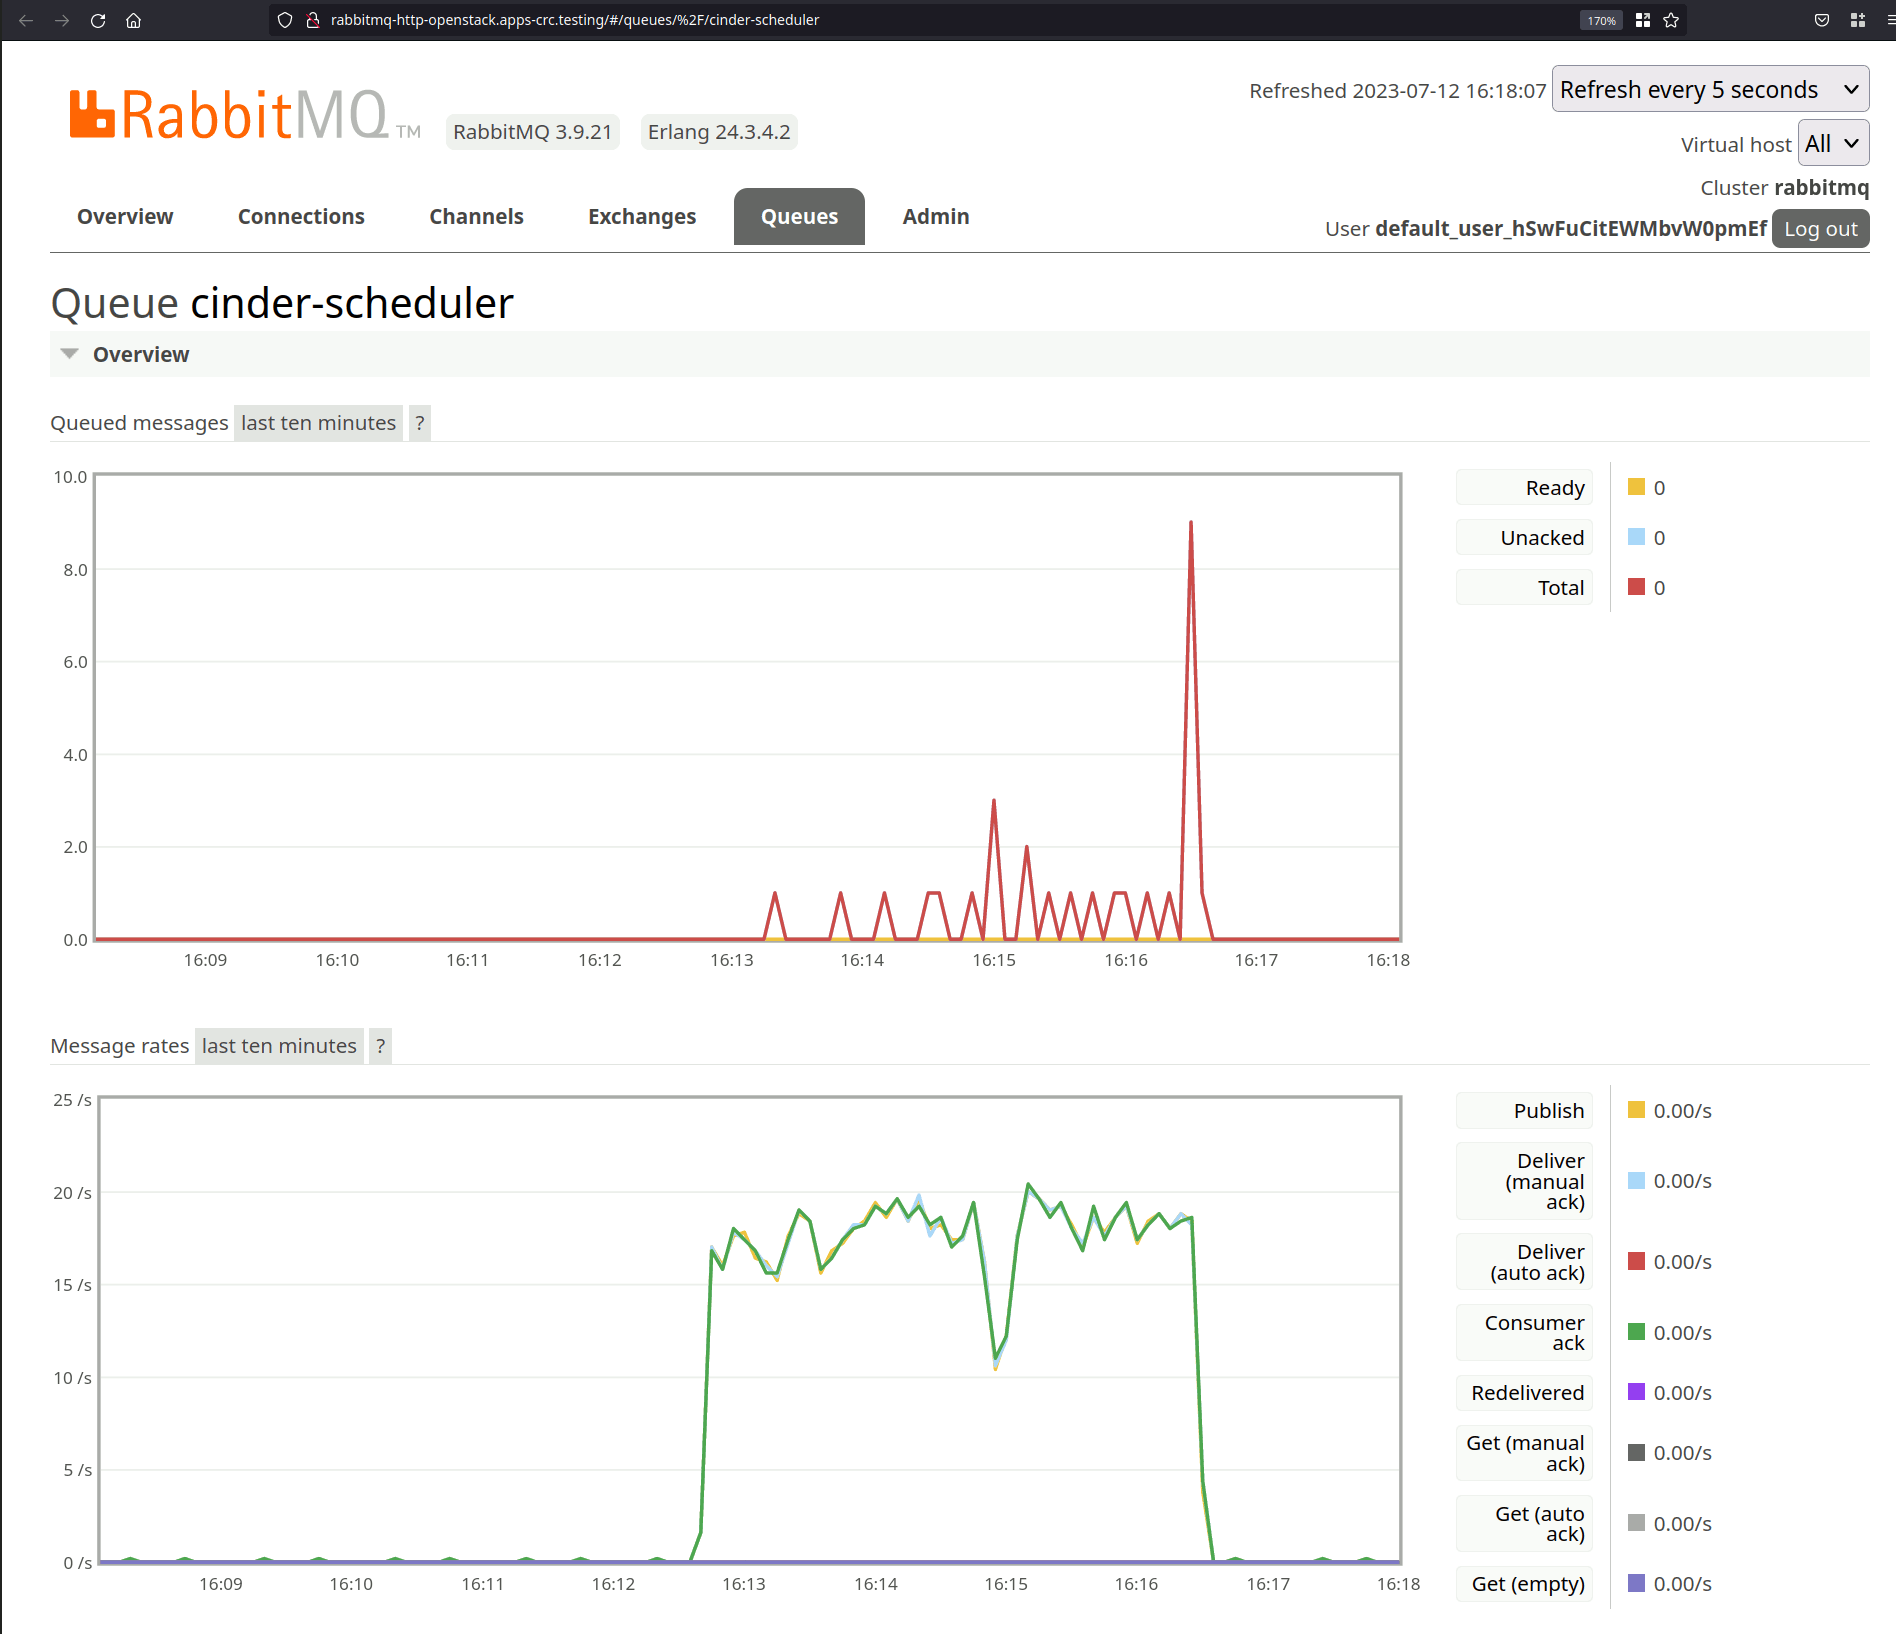 rabbitmq-http-openstack.apps-crc.testing/#/queues/%2F/cinder-scheduler 170%
RabbitMQ TM RabbitMQ 3.9.21 Erlang 24.3.4.2
Refreshed 2023-07-12 16:18:07 Refresh every 5 seconds
Virtual host All
Cluster rabbitmq
User default_user_hSwFuCitEWMbvW0pmEf Log out
Overview Connections Channels Exchanges Queues Admin
Queue cinder-scheduler
Overview
Queued messages last ten minutes ?
10.0
8.0
6.0
4.0
2.0
0.0
16:09 16:10 16:11 16:12 16:13 16:14 16:15 16:16 16:17 16:18
Ready 0
Unacked 0
Total 0
Message rates last ten minutes ?
25 /s
20 /s
15 /s
10 /s
5 /s
0 /s
16:09 16:10 16:11 16:12 16:13 16:14 16:15 16:16 16:17 16:18
Publish 0.00/s
Deliver
(manual 0.00/s
ack)
Deliver
(auto ack) 0.00/s
Consumer
ack 0.00/s
Redelivered 0.00/s
Get (manual
ack) 0.00/s
Get (auto
ack) 0.00/s
Get (empty) 0.00/s